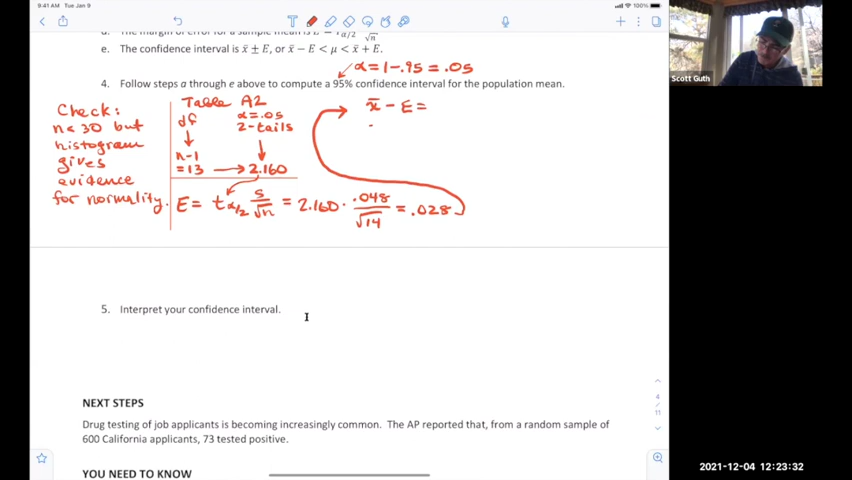 9:41 AM Tue Jan 9
100%
e. The confidence interval is x̄ ± E, or x̄ − E < μ < x̄ + E.
α = 1-.95 = .05
4. Follow steps a through e above to compute a 95% confidence interval for the population mean.
Check:
n < 30 but
histogram
gives
evidence
for normality.
Table A2
df
α=.05
2-tails
n-1
=13 → 2.160
E = tα/2 s/√n = 2.160 · .048/√14 = .028
x̄ - E =
5. Interpret your confidence interval.
NEXT STEPS
Drug testing of job applicants is becoming increasingly common. The AP reported that, from a random sample of
600 California applicants, 73 tested positive.
YOU NEED TO KNOW
4
11
Scott Guth
2021-12-04 12:23:32